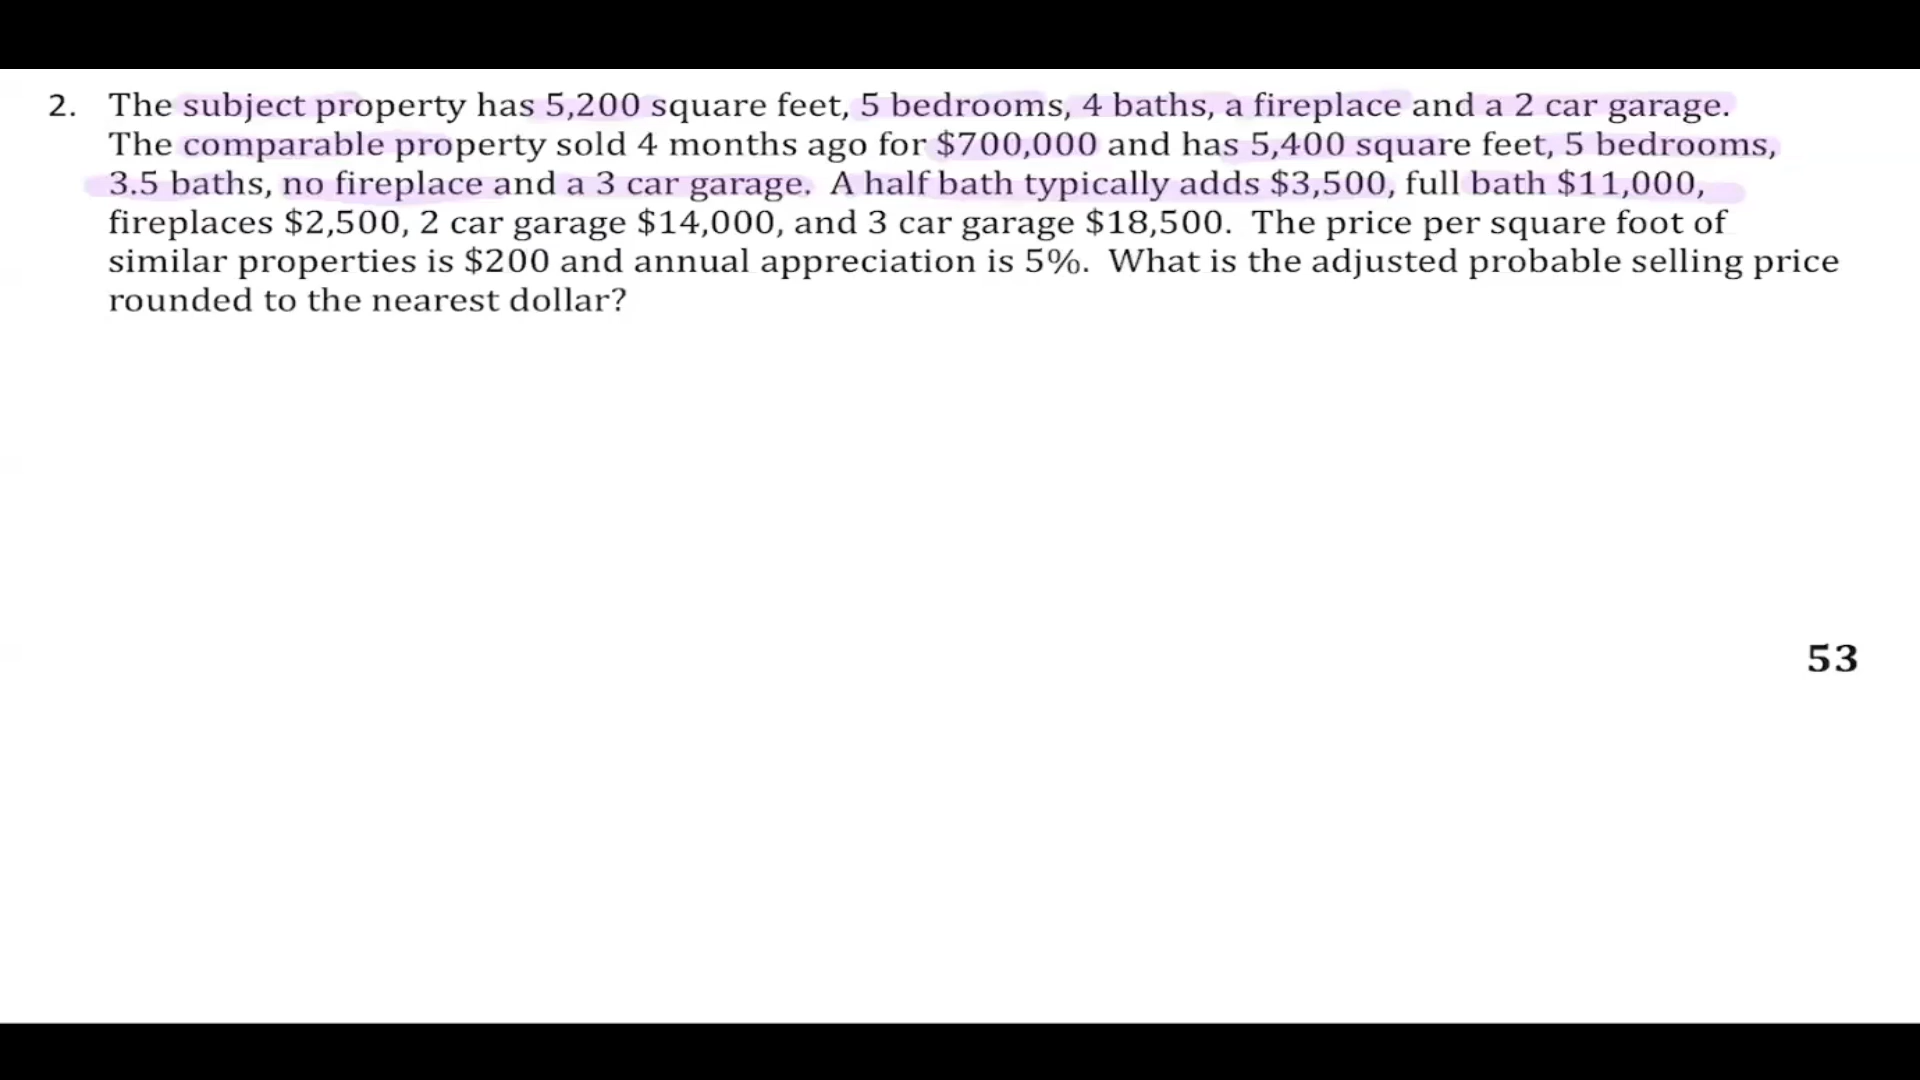 2. The subject property has 5,200 square feet, 5 bedrooms, 4 baths, a fireplace and a 2 car garage.
The comparable property sold 4 months ago for $700,000 and has 5,400 square feet, 5 bedrooms,
3.5 baths, no fireplace and a 3 car garage. A half bath typically adds $3,500, full bath $11,000,
fireplaces $2,500, 2 car garage $14,000, and 3 car garage $18,500. The price per square foot of
similar properties is $200 and annual appreciation is 5%. What is the adjusted probable selling price
rounded to the nearest dollar?
53